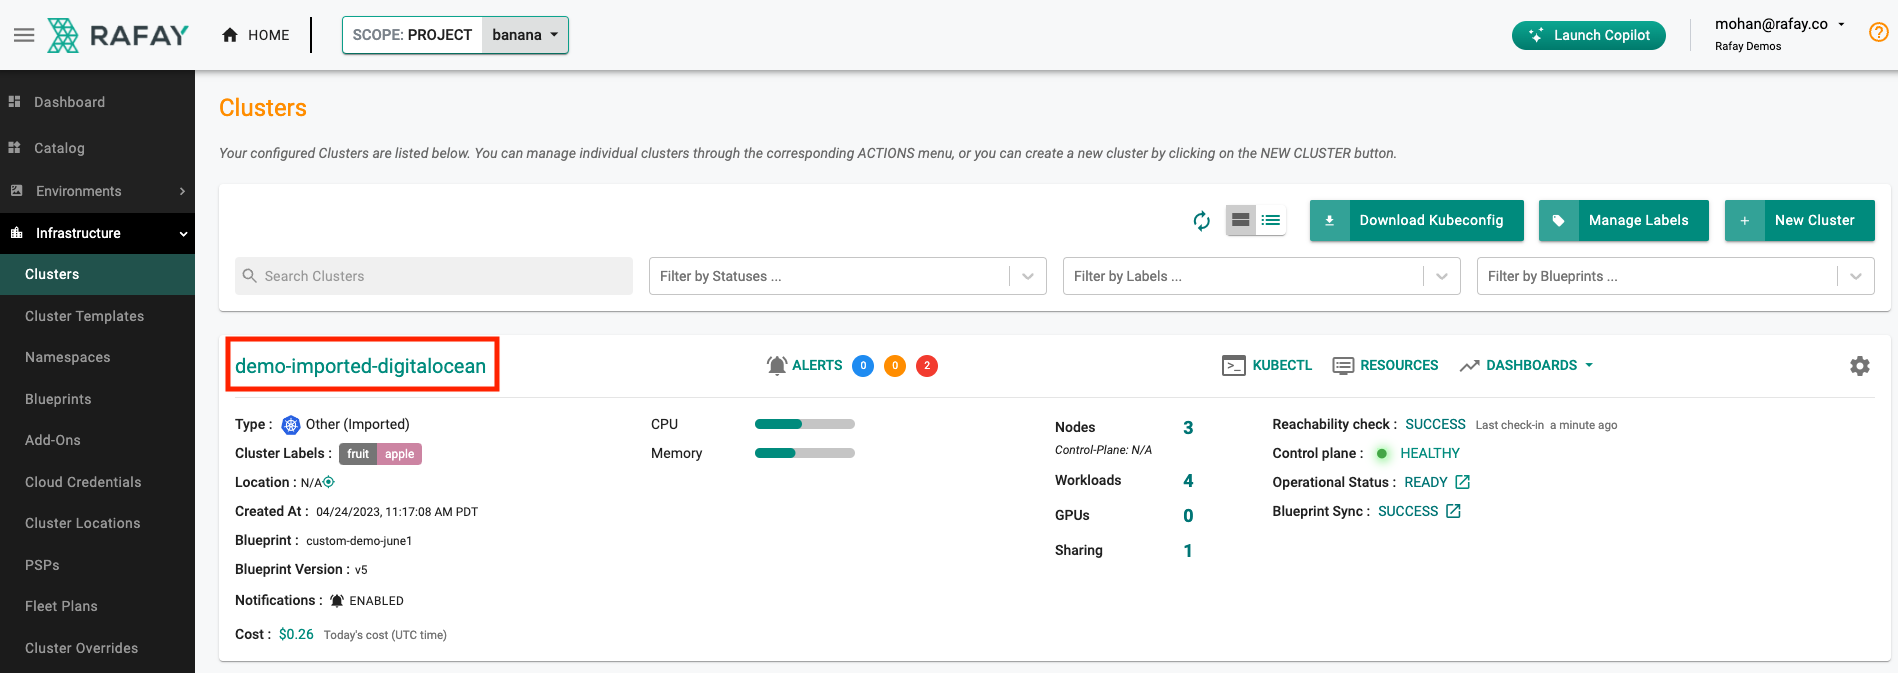 RAFAY HOME SCOPE: PROJECT banana Launch Copilot mohan@rafay.co ?
Rafay Demos
Dashboard
Catalog
Environments
Infrastructure
Clusters
Cluster Templates
Namespaces
Blueprints
Add-Ons
Cloud Credentials
Cluster Locations
PSPs
Fleet Plans
Cluster Overrides
Clusters
Your configured Clusters are listed below. You can manage individual clusters through the corresponding ACTIONS menu, or you can create a new cluster by clicking on the NEW CLUSTER button.
Download Kubeconfig Manage Labels + New Cluster
Search Clusters Filter by Statuses ... Filter by Labels ... Filter by Blueprints ...
demo-imported-digitalocean ALERTS 0 0 2 >_ KUBECTL RESOURCES DASHBOARDS
Type : Other (Imported)
Cluster Labels : fruit apple
Location : N/A
Created At : 04/24/2023, 11:17:08 AM PDT
Blueprint : custom-demo-june1
Blueprint Version : v5
Notifications : ENABLED
Cost : $0.26 Today's cost (UTC time)
CPU
Memory
Nodes 3
Control-Plane: N/A
Workloads 4
GPUs 0
Sharing 1
Reachability check : SUCCESS Last check-in a minute ago
Control plane : HEALTHY
Operational Status : READY
Blueprint Sync : SUCCESS